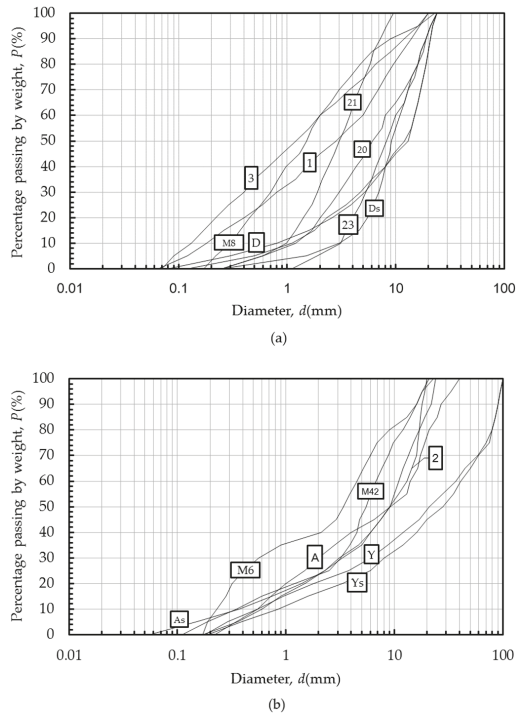 Percentage passing by weight, P(%)
100
90
80
70
60
50
40
30
20
10
0
21
20
1
3
Ds
23
M8
D
0.01
0.1
1
10
100
Diameter, d(mm)
(a)
Percentage passing by weight, P(%)
100
90
80
70
60
50
40
30
20
10
0
2
M42
A
Y
M6
Ys
As
0.01
0.1
1
10
100
Diameter, d(mm)
(b)